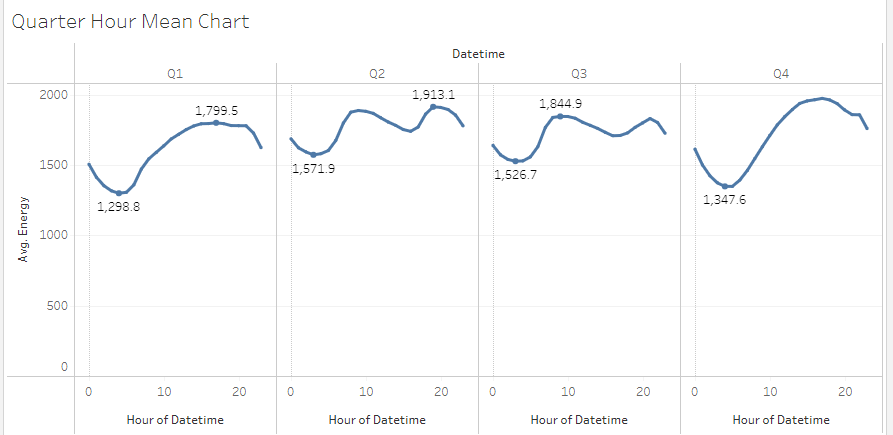 Quarter Hour Mean Chart
Datetime
Q1 Q2 Q3 Q4
2000
1500
1000
500
0
Avg. Energy
1,799.5
1,298.8
1,913.1
1,571.9
1,844.9
1,526.7
1,347.6
0 10 20 0 10 20 0 10 20 0 10 20
Hour of Datetime Hour of Datetime Hour of Datetime Hour of Datetime